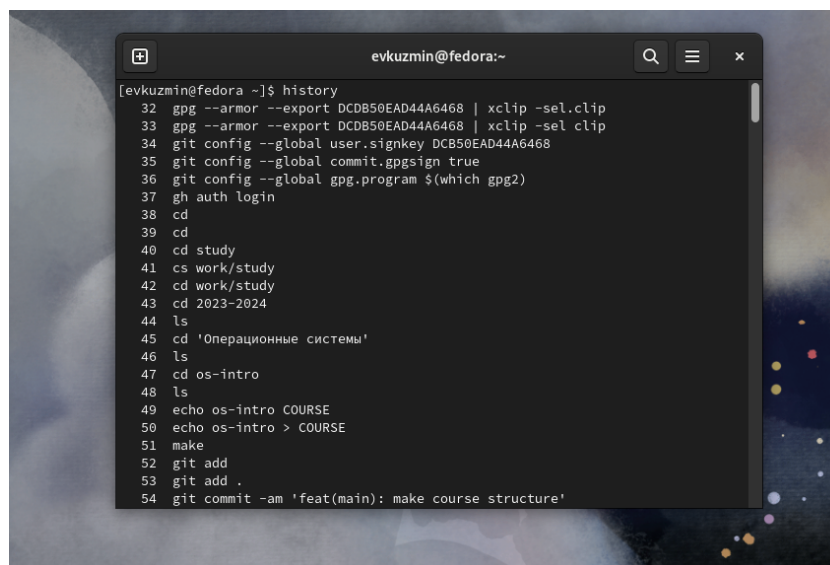 evkuzmin@fedora:~
[evkuzmin@fedora ~]$ history
32 gpg --armor --export DCDB50EAD44A6468 | xclip -sel.clip
33 gpg --armor --export DCDB50EAD44A6468 | xclip -sel clip
34 git config --global user.signkey DCB50EAD44A6468
35 git config --global commit.gpgsign true
36 git config --global gpg.program $(which gpg2)
37 gh auth login
38 cd
39 cd
40 cd study
41 cs work/study
42 cd work/study
43 cd 2023-2024
44 ls
45 cd 'Операционные системы'
46 ls
47 cd os-intro
48 ls
49 echo os-intro COURSE
50 echo os-intro > COURSE
51 make
52 git add
53 git add .
54 git commit -am 'feat(main): make course structure'